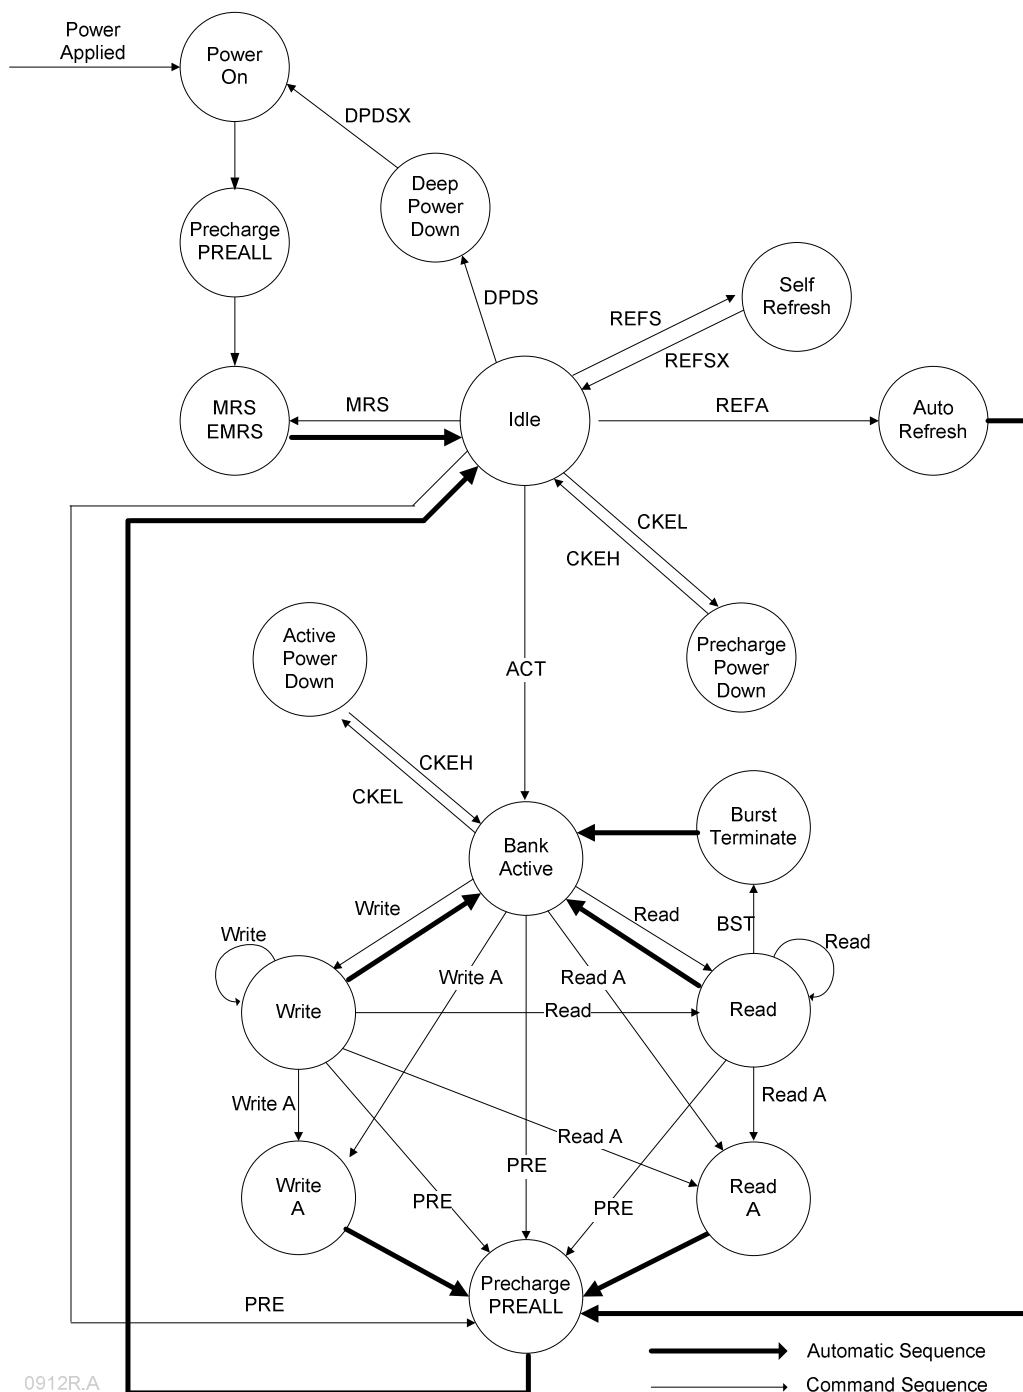 Power
Applied
Power
On
DPDSX
Deep
Power
Down
Precharge
PREALL
DPDS
Self
Refresh
REFS
REFSX
MRS
EMRS
MRS
Idle
REFA
Auto
Refresh
CKEL
CKEH
Active
Power
Down
ACT
Precharge
Power
Down
CKEH
CKEL
Burst
Terminate
Bank
Active
Write
Read
BST
Write
Read
Write A
Read A
Write
Read
Read
Write A
Read A
Read A
PRE
Write
A
PRE
PRE
Read
A
Precharge
PREALL
PRE
Automatic Sequence
Command Sequence
0912R.A